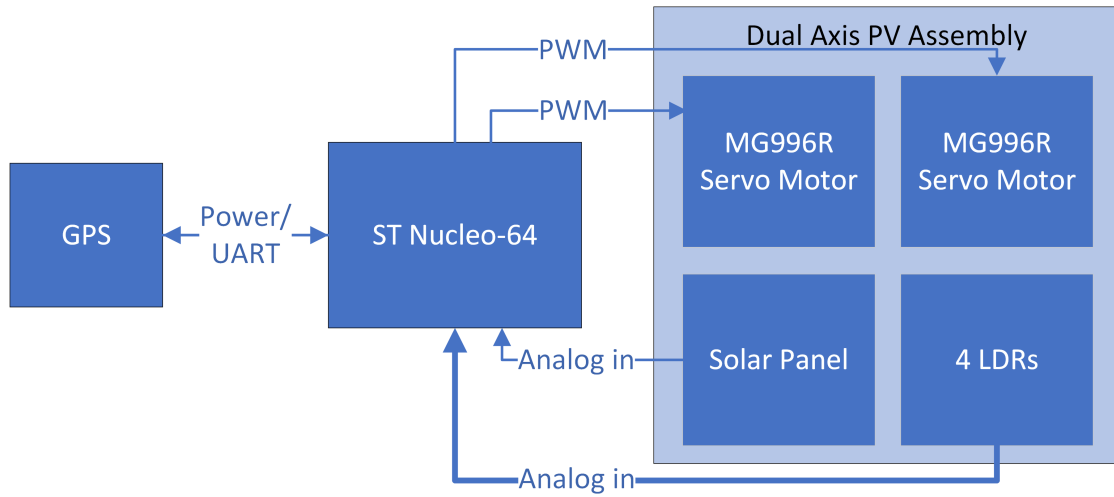 Dual Axis PV Assembly
PWM
PWM
MG996R
Servo Motor
MG996R
Servo Motor
GPS
Power/
UART
ST Nucleo-64
Analog in
Solar Panel
4 LDRs
Analog in